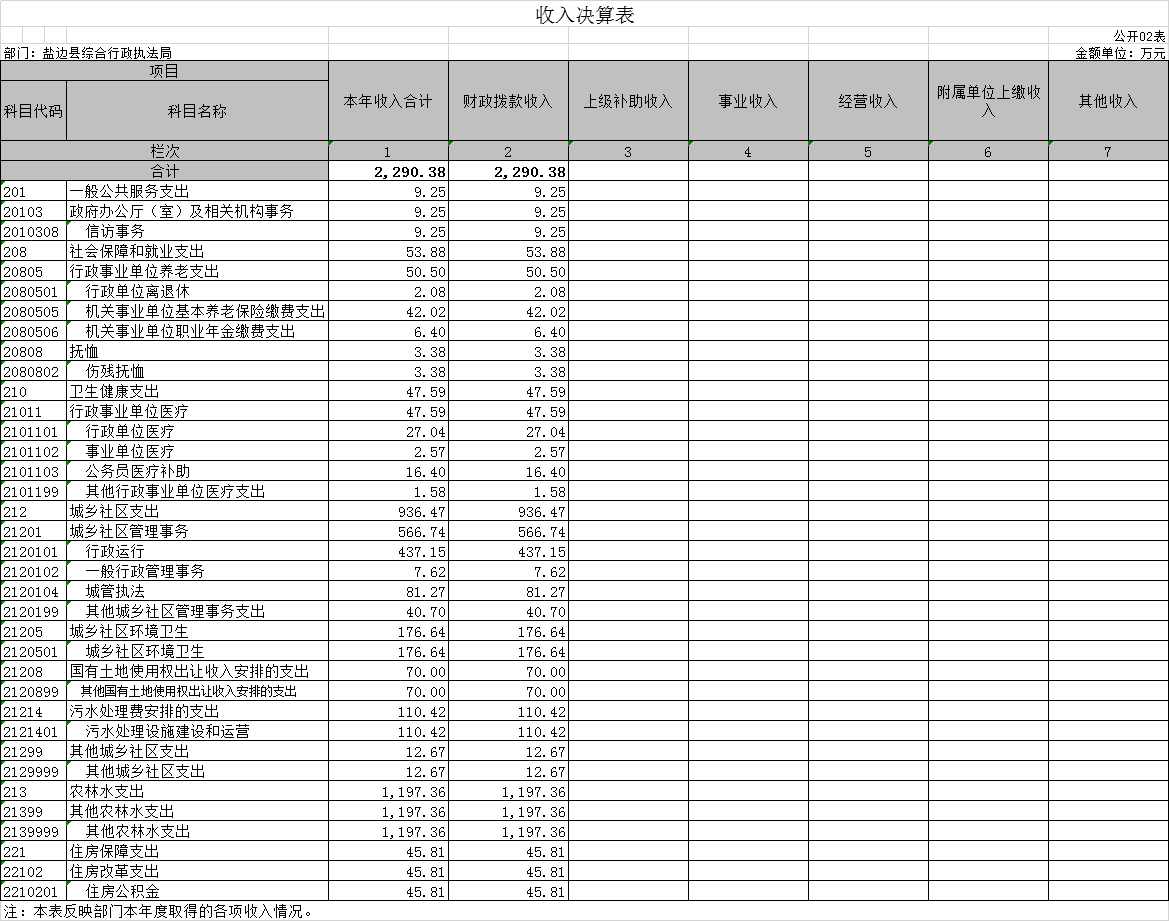 收入决算表
公开02表
部门：盐边县综合行政执法局 金额单位：万元
项目 本年收入合计 财政拨款收入 上级补助收入 事业收入 经营收入 附属单位上缴收入 其他收入
科目代码 科目名称
栏次 1 2 3 4 5 6 7
合计 2,290.38 2,290.38
201 一般公共服务支出 9.25 9.25
20103 政府办公厅（室）及相关机构事务 9.25 9.25
2010308 信访事务 9.25 9.25
208 社会保障和就业支出 53.88 53.88
20805 行政事业单位养老支出 50.50 50.50
2080501 行政单位离退休 2.08 2.08
2080505 机关事业单位基本养老保险缴费支出 42.02 42.02
2080506 机关事业单位职业年金缴费支出 6.40 6.40
20808 抚恤 3.38 3.38
2080802 伤残抚恤 3.38 3.38
210 卫生健康支出 47.59 47.59
21011 行政事业单位医疗 47.59 47.59
2101101 行政单位医疗 27.04 27.04
2101102 事业单位医疗 2.57 2.57
2101103 公务员医疗补助 16.40 16.40
2101199 其他行政事业单位医疗支出 1.58 1.58
212 城乡社区支出 936.47 936.47
21201 城乡社区管理事务 566.74 566.74
2120101 行政运行 437.15 437.15
2120102 一般行政管理事务 7.62 7.62
2120104 城管执法 81.27 81.27
2120199 其他城乡社区管理事务支出 40.70 40.70
21205 城乡社区环境卫生 176.64 176.64
2120501 城乡社区环境卫生 176.64 176.64
21208 国有土地使用权出让收入安排的支出 70.00 70.00
2120899 其他国有土地使用权出让收入安排的支出 70.00 70.00
21214 污水处理费安排的支出 110.42 110.42
2121401 污水处理设施建设和运营 110.42 110.42
21299 其他城乡社区支出 12.67 12.67
2129999 其他城乡社区支出 12.67 12.67
213 农林水支出 1,197.36 1,197.36
21399 其他农林水支出 1,197.36 1,197.36
2139999 其他农林水支出 1,197.36 1,197.36
221 住房保障支出 45.81 45.81
22102 住房改革支出 45.81 45.81
2210201 住房公积金 45.81 45.81
注：本表反映部门本年度取得的各项收入情况。